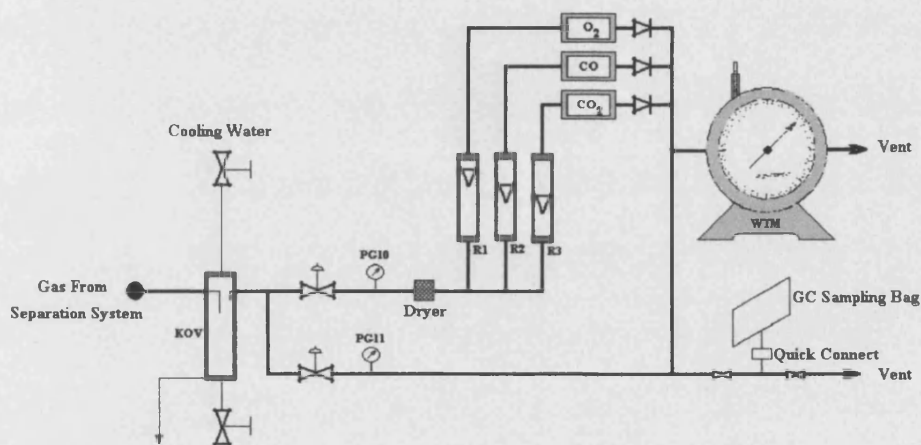 O2
CO
CO2
Cooling Water
Vent
WTM
R1
R2
R3
PG10
Gas From
Separation System
KOV
Dryer
GC Sampling Bag
PG11
Quick Connect
Vent